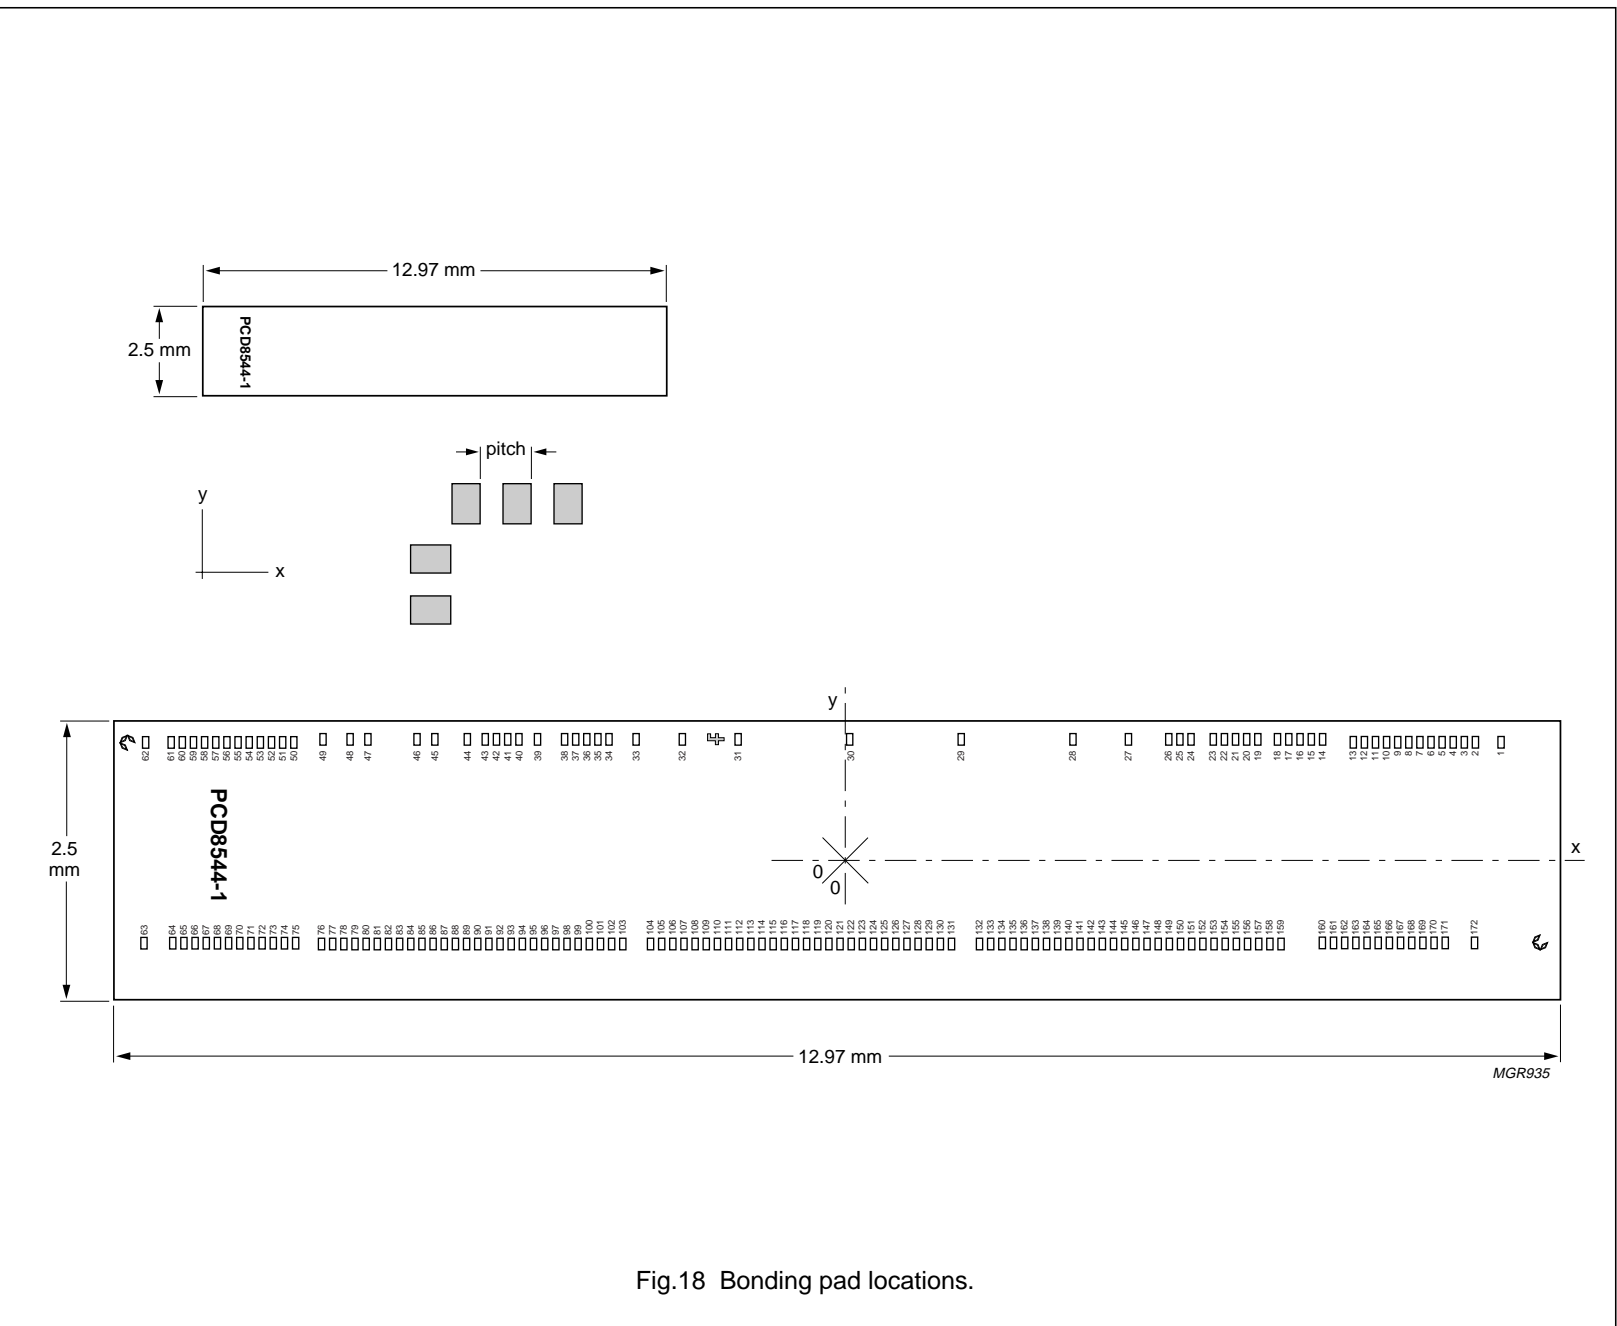 12.97 mm
2.5 mm
PCD8544-1
pitch
y
x
y
62 61 60 59 58 57 56 55 54 53 52 51 50 49 48 47 46 45 44 43 42 41 40 39 38 37 36 35 34 33 32 31 30 29 28 27 26 25 24 23 22 21 20 19 18 17 16 15 14 13 12 11 10 9 8 7 6 5 4 3 2 1
PCD8544-1
2.5
mm
x
0
0
63 64 65 66 67 68 69 70 71 72 73 74 75 76 77 78 79 80 81 82 83 84 85 86 87 88 89 90 91 92 93 94 95 96 97 98 99 100 101 102 103 104 105 106 107 108 109 110 111 112 113 114 115 116 117 118 119 120 121 122 123 124 125 126 127 128 129 130 131 132 133 134 135 136 137 138 139 140 141 142 143 144 145 146 147 148 149 150 151 152 153 154 155 156 157 158 159 160 161 162 163 164 165 166 167 168 169 170 171 172
12.97 mm
MGR935
Fig.18 Bonding pad locations.